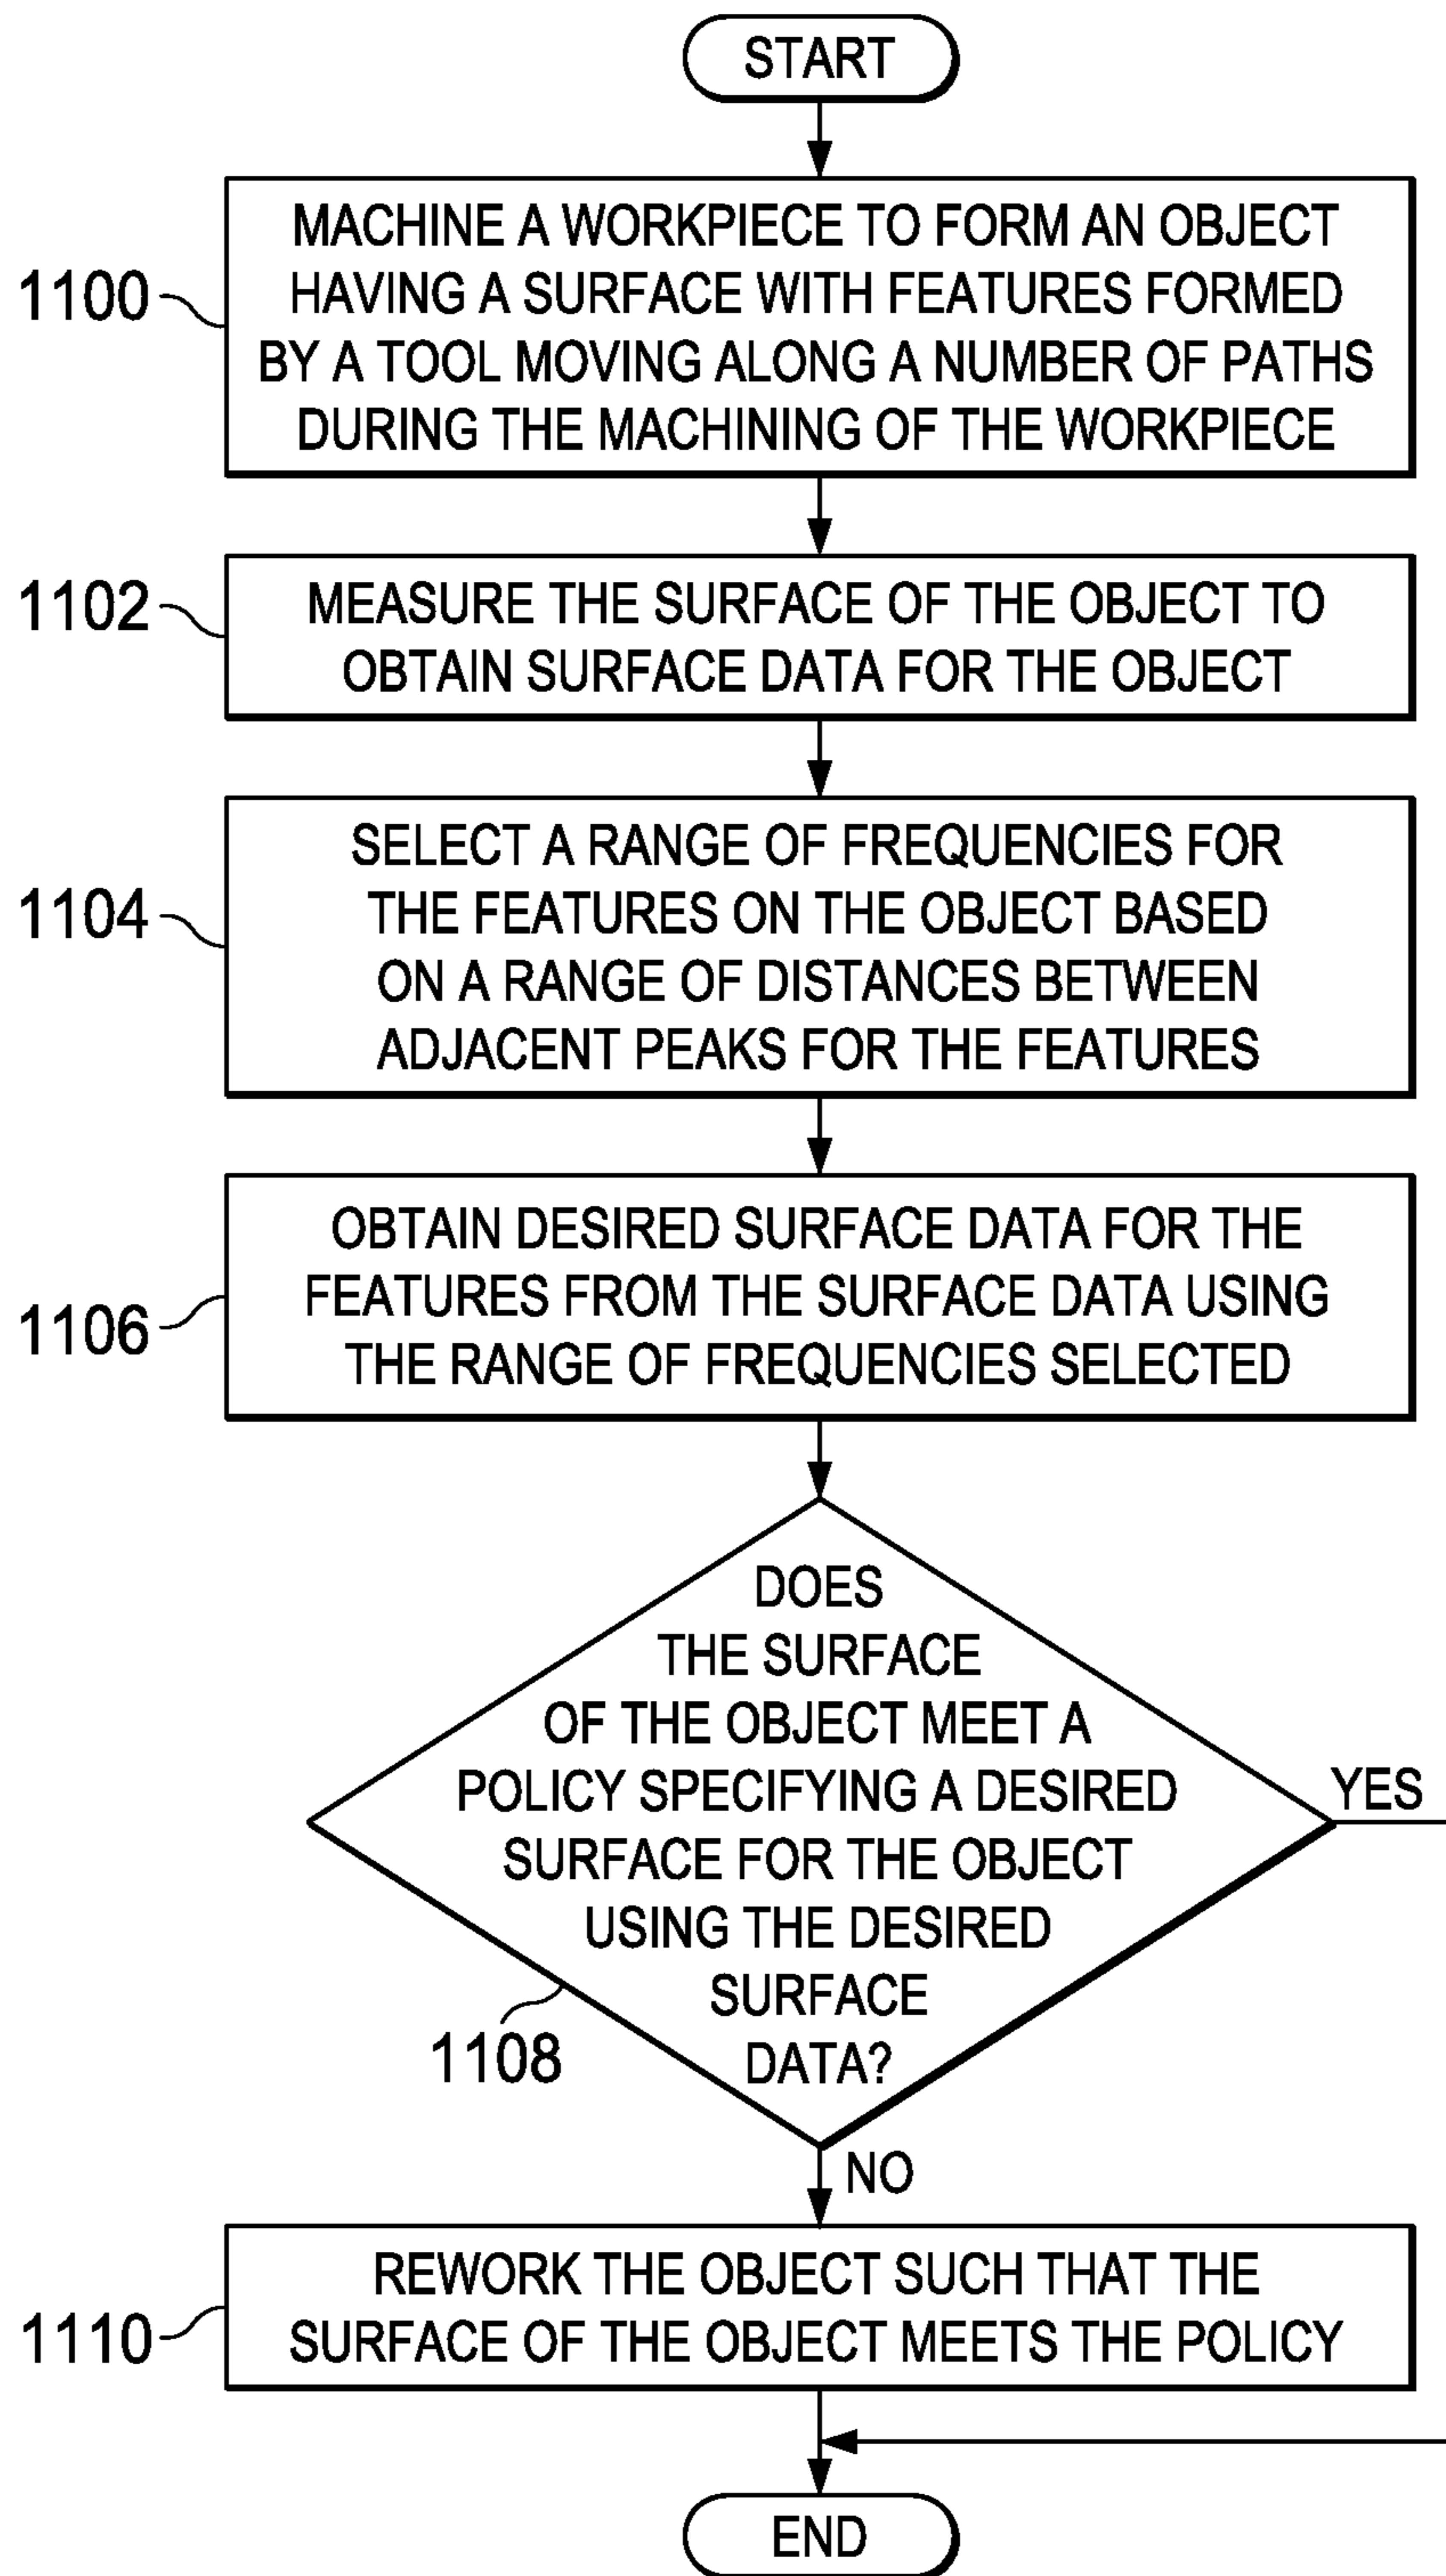 START
1100
MACHINE A WORKPIECE TO FORM AN OBJECT
HAVING A SURFACE WITH FEATURES FORMED
BY A TOOL MOVING ALONG A NUMBER OF PATHS
DURING THE MACHINING OF THE WORKPIECE
1102
MEASURE THE SURFACE OF THE OBJECT TO
OBTAIN SURFACE DATA FOR THE OBJECT
1104
SELECT A RANGE OF FREQUENCIES FOR
THE FEATURES ON THE OBJECT BASED
ON A RANGE OF DISTANCES BETWEEN
ADJACENT PEAKS FOR THE FEATURES
1106
OBTAIN DESIRED SURFACE DATA FOR THE
FEATURES FROM THE SURFACE DATA USING
THE RANGE OF FREQUENCIES SELECTED
DOES
THE SURFACE
OF THE OBJECT MEET A
POLICY SPECIFYING A DESIRED
SURFACE FOR THE OBJECT
USING THE DESIRED
SURFACE
DATA?
YES
1108
NO
1110
REWORK THE OBJECT SUCH THAT THE
SURFACE OF THE OBJECT MEETS THE POLICY
END